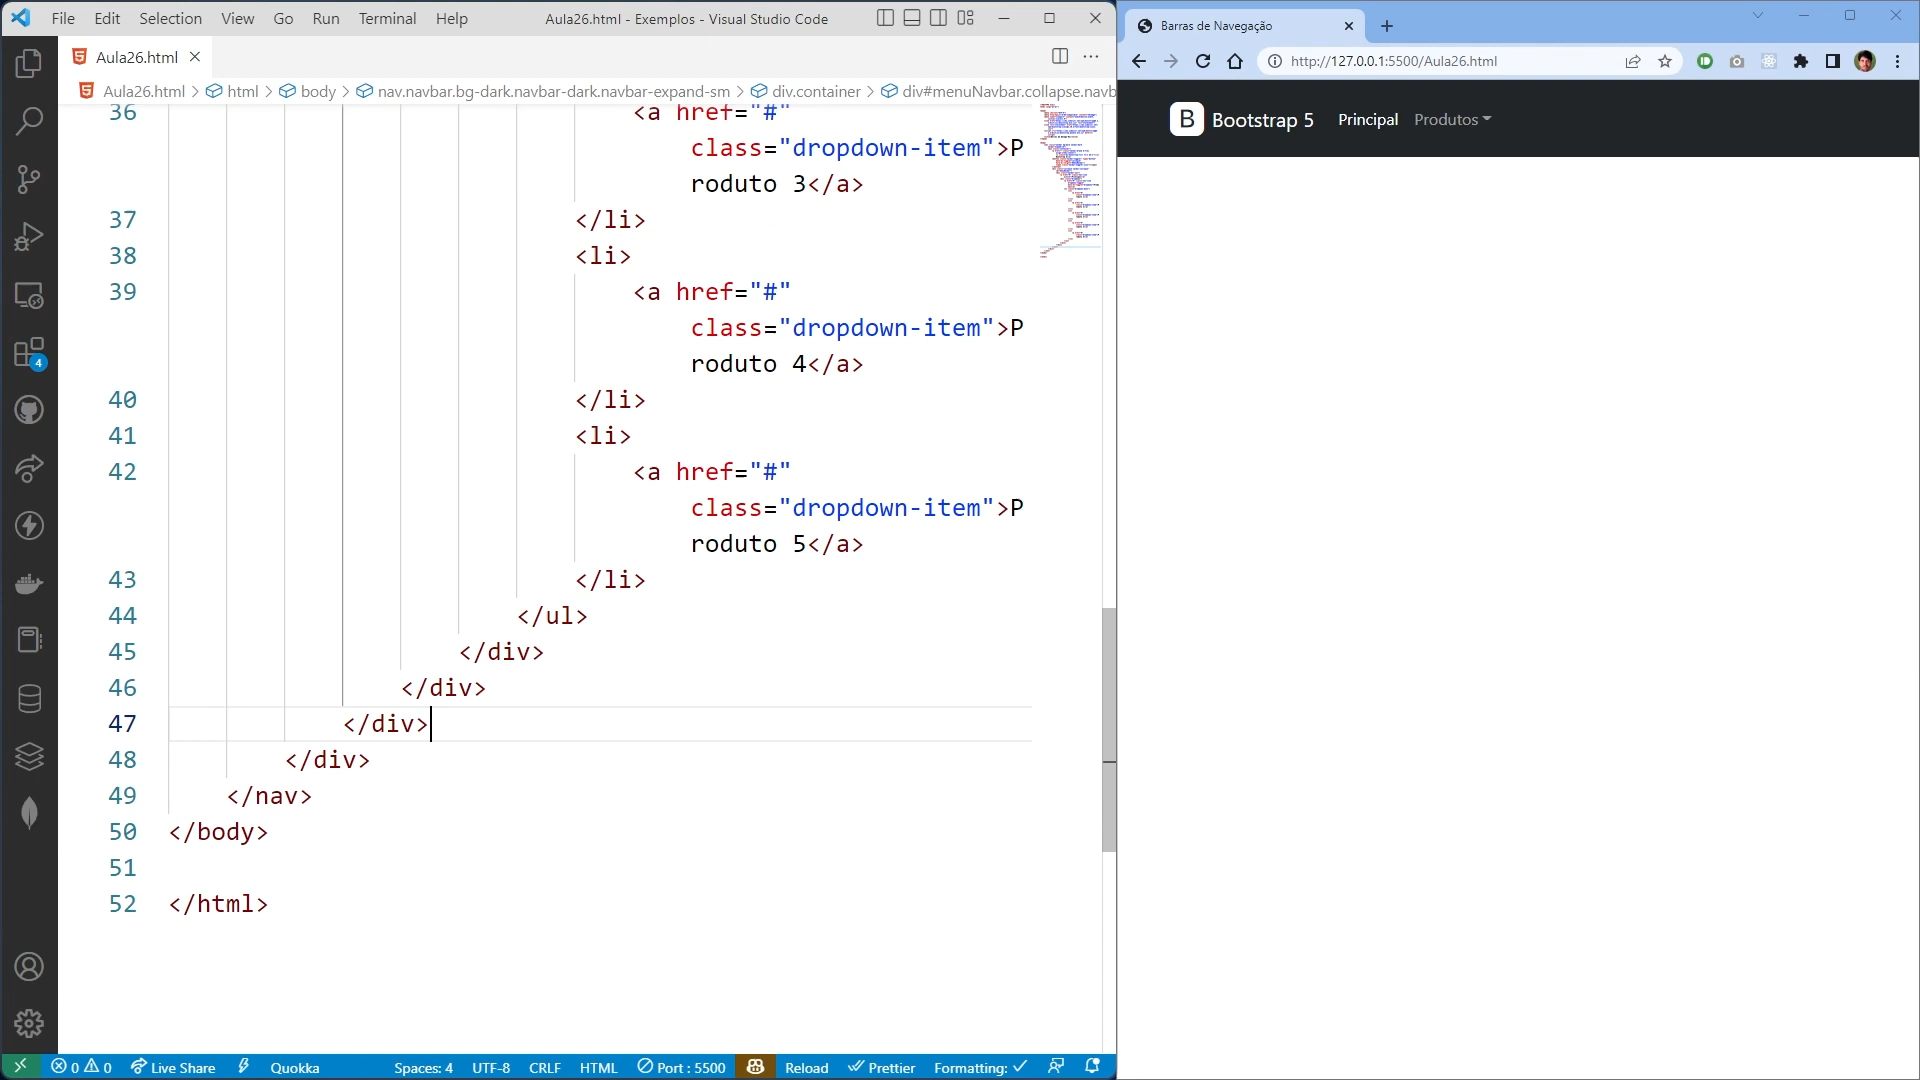 File Edit Selection View Go Run Terminal Help
Aula26.html - Exemplos - Visual Studio Code
Aula26.html
Aula26.html > html > body > nav.navbar.bg-dark.navbar-dark.navbar-expand-sm > div.container > div#menuNavbar.collapse.navb
36 <a href="#"
class="dropdown-item">P
roduto 3</a>
37 </li>
38 <li>
39 <a href="#"
class="dropdown-item">P
roduto 4</a>
40 </li>
41 <li>
42 <a href="#"
class="dropdown-item">P
roduto 5</a>
43 </li>
44 </ul>
45 </div>
46 </div>
47 </div>
48 </div>
49 </nav>
50 </body>
51
52 </html>
4
0 0 Live Share Quokka Spaces: 4 UTF-8 CRLF HTML Port : 5500 Reload Prettier Formatting:
Barras de Navegação
http://127.0.0.1:5500/Aula26.html
B Bootstrap 5 Principal Produtos